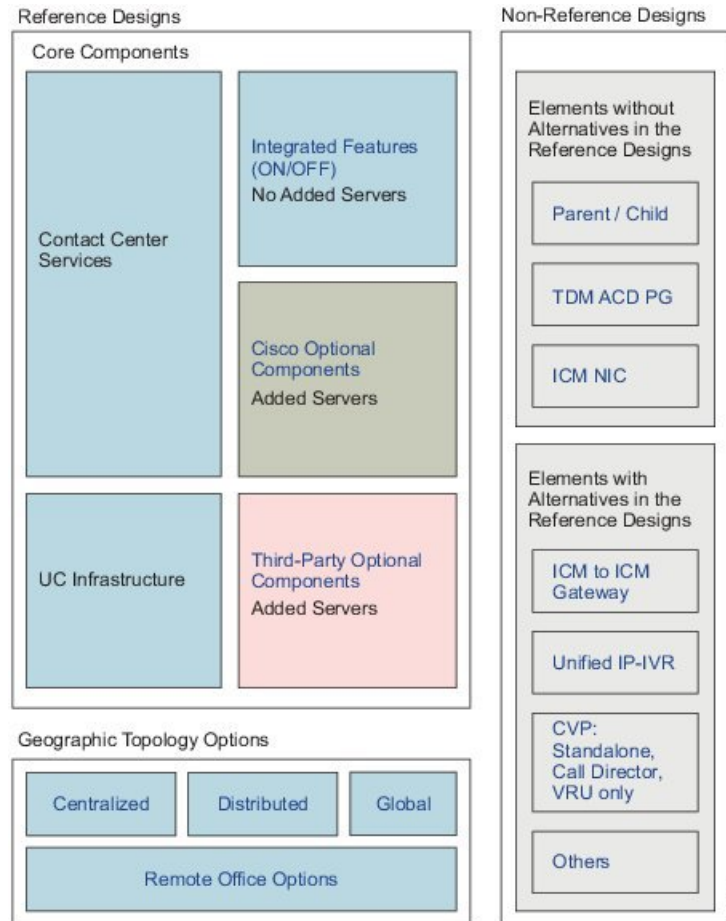 Reference Designs
Core Components
Contact Center
Services
Integrated Features
(ON/OFF)
No Added Servers
Cisco Optional
Components
Added Servers
UC Infrastructure
Third-Party Optional
Components
Added Servers
Geographic Topology Options
Centralized
Distributed
Global
Remote Office Options
Non-Reference Designs
Elements without
Alternatives in the
Reference Designs
Parent / Child
TDM ACD PG
ICM NIC
Elements with
Alternatives in the
Reference Designs
ICM to ICM
Gateway
Unified IP-IVR
CVP:
Standalone,
Call Director,
VRU only
Others